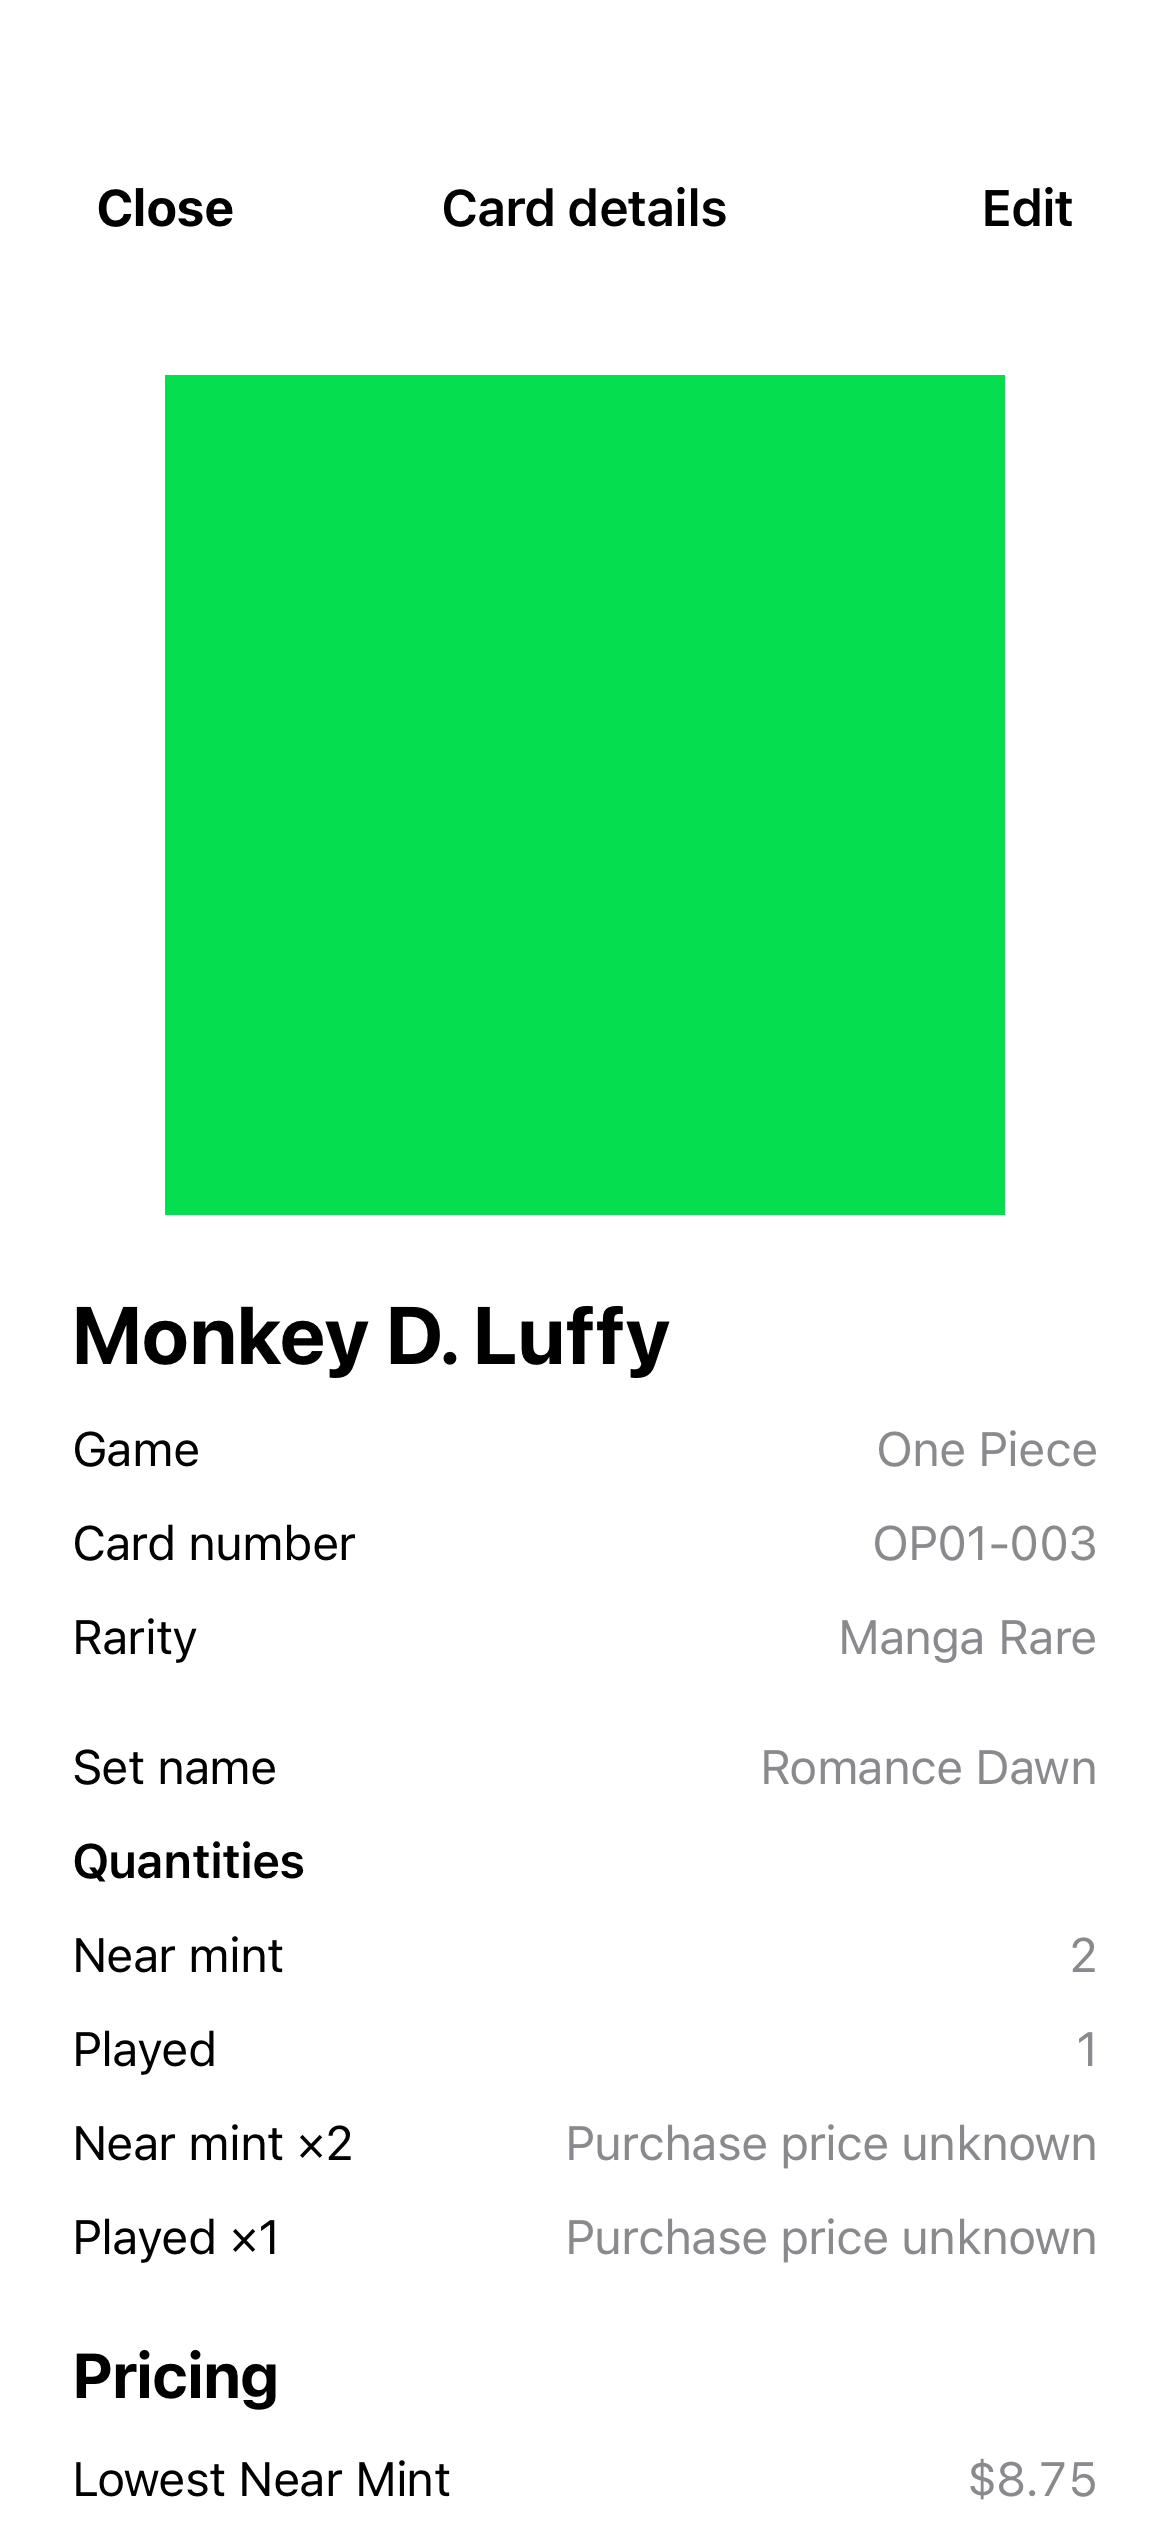 Close Card details Edit
Monkey D. Luffy
Game One Piece
Card number OP01-003
Rarity Manga Rare
Set name Romance Dawn
Quantities
Near mint 2
Played 1
Near mint ×2 Purchase price unknown
Played ×1 Purchase price unknown
Pricing
Lowest Near Mint $8.75